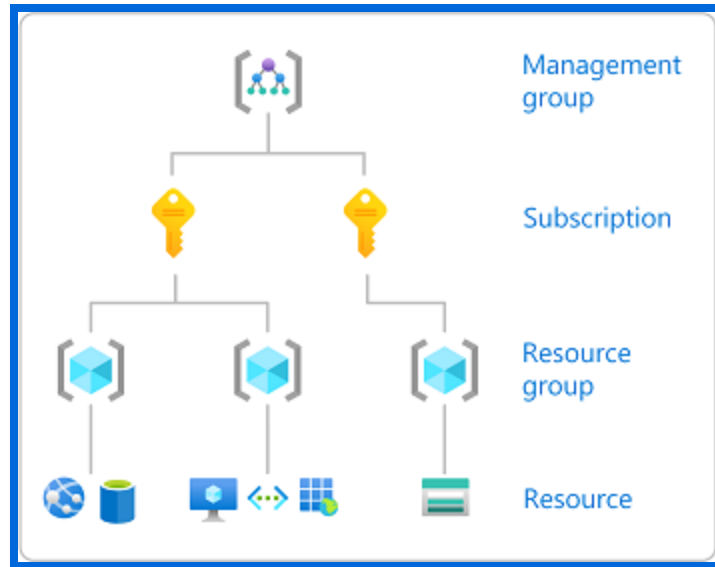 Management
group
Subscription
Resource
group
Resource